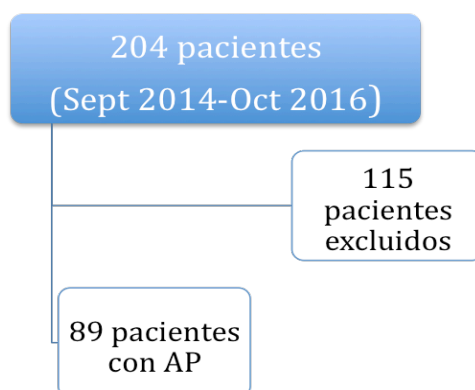 204 pacientes
(Sept 2014-Oct 2016)
115
pacientes
excluidos
89 pacientes
con AP